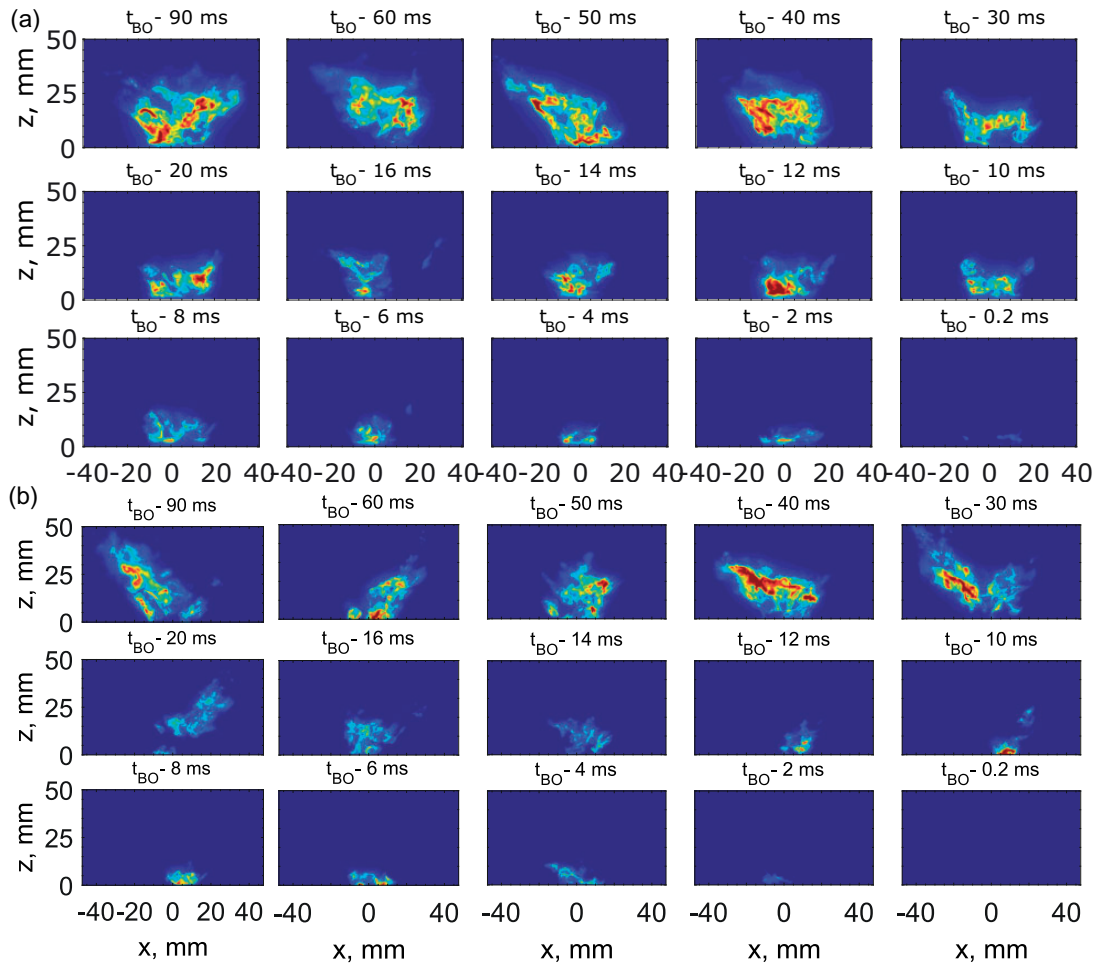 (a)
t_BO - 90 ms t_BO - 60 ms t_BO - 50 ms t_BO - 40 ms t_BO - 30 ms
z, mm 50 25 0
t_BO - 20 ms t_BO - 16 ms t_BO - 14 ms t_BO - 12 ms t_BO - 10 ms
z, mm 50 25 0
t_BO - 8 ms t_BO - 6 ms t_BO - 4 ms t_BO - 2 ms t_BO - 0.2 ms
z, mm 50 25 0
-40 -20 0 20 40 -40 -20 0 20 40 -40 -20 0 20 40 -40 -20 0 20 40 -40 -20 0 20 40
(b)
t_BO - 90 ms t_BO - 60 ms t_BO - 50 ms t_BO - 40 ms t_BO - 30 ms
z, mm 50 25 0
t_BO - 20 ms t_BO - 16 ms t_BO - 14 ms t_BO - 12 ms t_BO - 10 ms
z, mm 50 25 0
t_BO - 8 ms t_BO - 6 ms t_BO - 4 ms t_BO - 2 ms t_BO - 0.2 ms
z, mm 50 25 0
-40 -20 0 20 40 -40 -20 0 20 40 -40 -20 0 20 40 -40 -20 0 20 40 -40 -20 0 20 40
x, mm x, mm x, mm x, mm x, mm